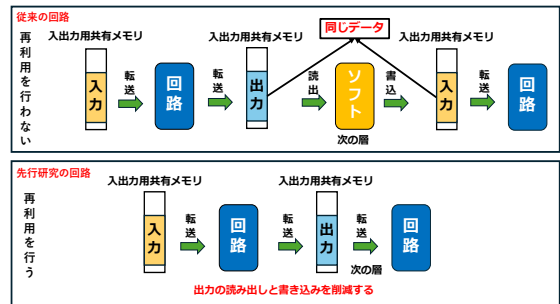 従来の回路
同じデータ
再利用を行わない
入出力用共有メモリ
入出力用共有メモリ
入出力用共有メモリ
入力
転送
回路
転送
出力
読出
ソフト
書込
入力
転送
回路
次の層
先行研究の回路
再利用を行う
入出力用共有メモリ
入出力用共有メモリ
入力
転送
回路
転送
出力
転送
回路
次の層
出力の読み出しと書き込みを削減する